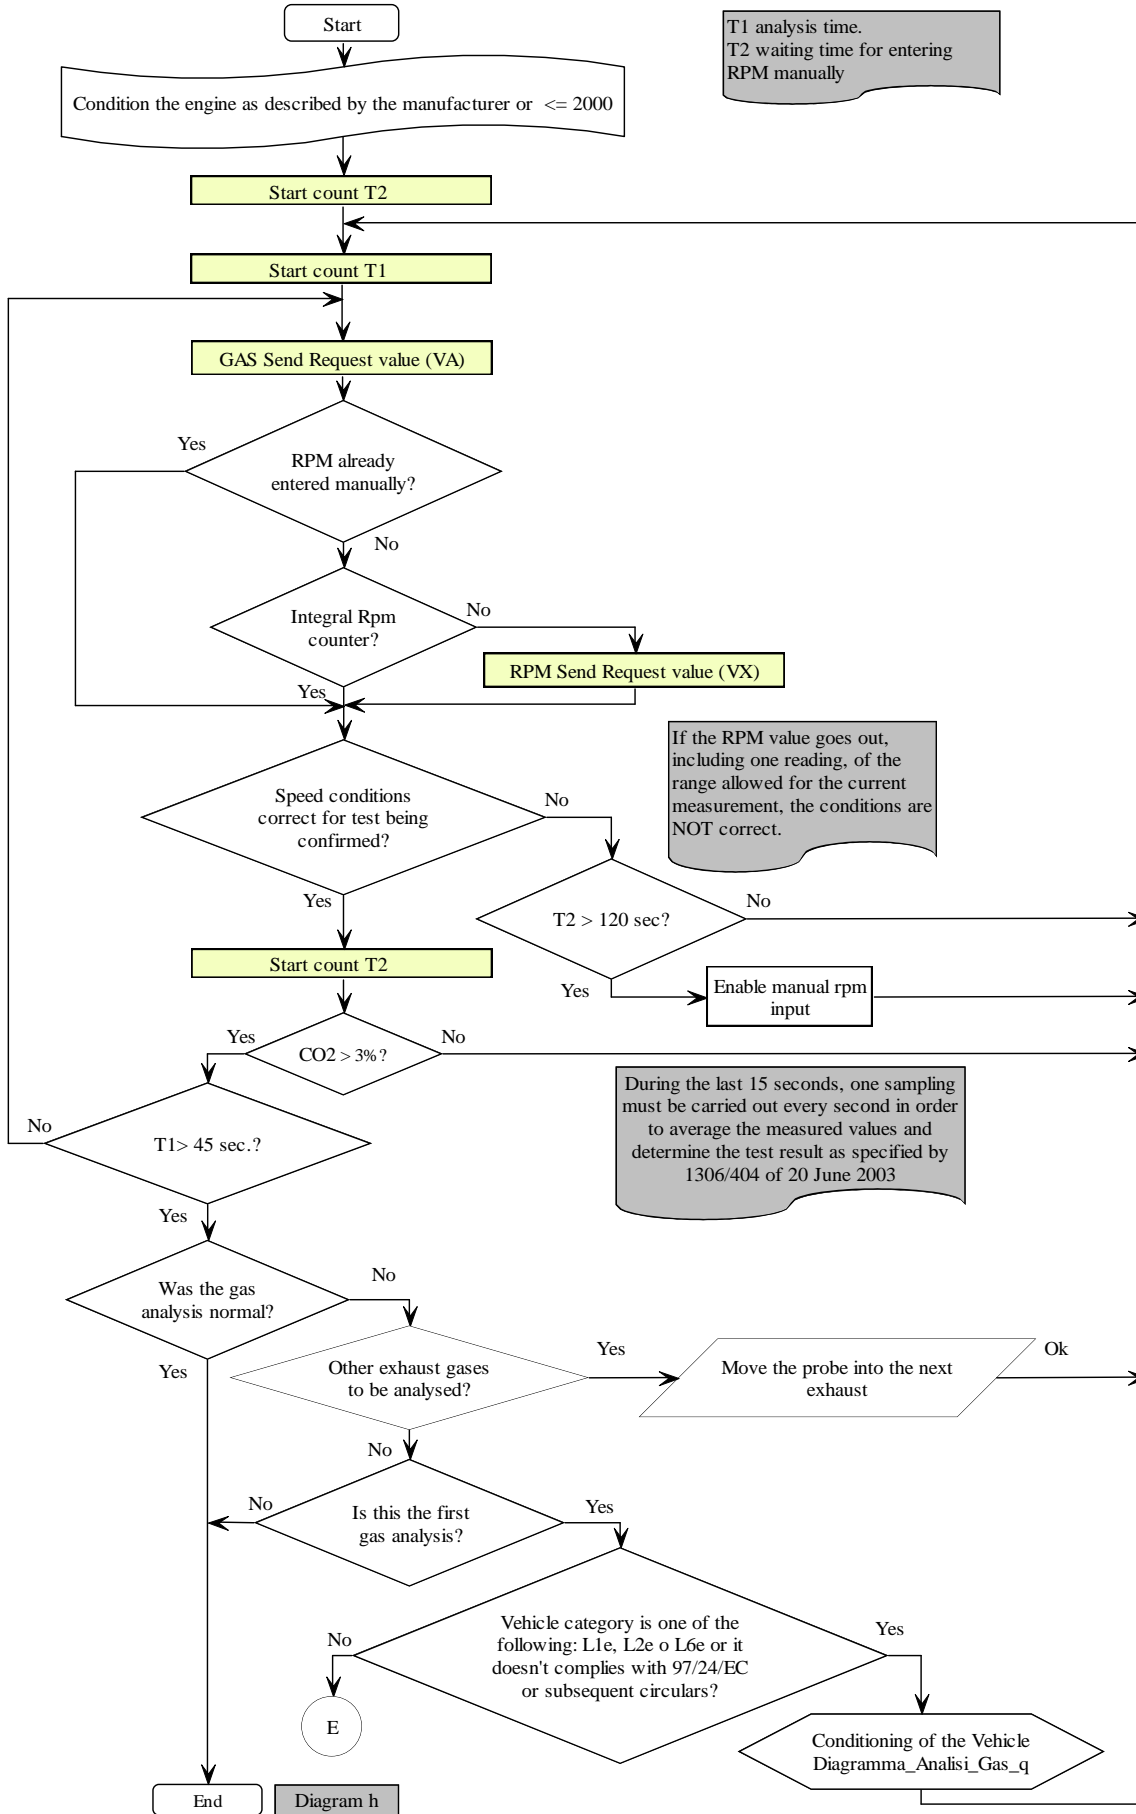 Start
T1 analysis time.
T2 waiting time for entering
RPM manually
Condition the engine as described by the manufacturer or <= 2000
Start count T2
Start count T1
GAS Send Request value (VA)
Yes
RPM already
entered manually?
No
Integral Rpm
counter?
No
RPM Send Request value (VX)
Yes
If the RPM value goes out,
including one reading, of the
range allowed for the current
measurement, the conditions are
NOT correct.
Speed conditions
correct for test being
confirmed?
No
Yes
T2 > 120 sec?
No
Start count T2
Yes
Enable manual rpm
input
Yes
CO2 > 3%?
No
During the last 15 seconds, one sampling
must be carried out every second in order
to average the measured values and
determine the test result as specified by
1306/404 of 20 June 2003
No
T1> 45 sec.?
Yes
Was the gas
analysis normal?
No
Yes
Other exhaust gases
to be analysed?
Yes
Move the probe into the next
exhaust
Ok
No
No
Is this the first
gas analysis?
Yes
Vehicle category is one of the
following: L1e, L2e o L6e or it
doesn't complies with 97/24/EC
or subsequent circulars?
No
Yes
E
Conditioning of the Vehicle
Diagramma_Analisi_Gas_q
End
Diagram h